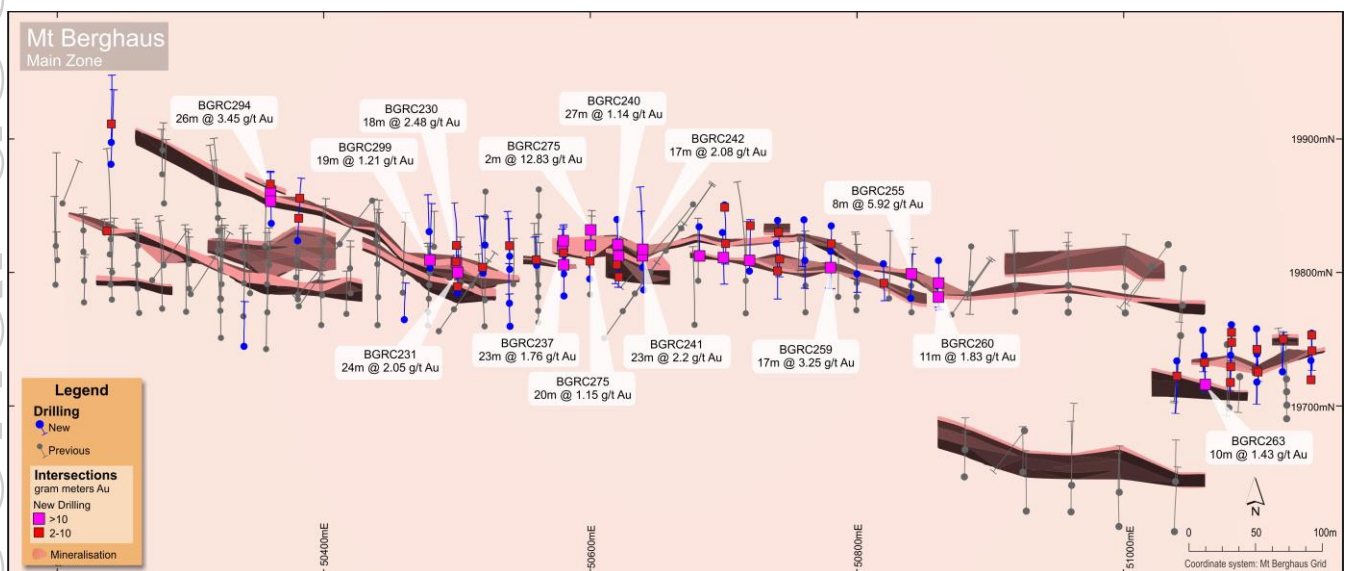 Mt Berghaus
Main Zone
BGRC294
26m @ 3.45 g/t Au
BGRC299
19m @ 1.21 g/t Au
BGRC230
18m @ 2.48 g/t Au
BGRC275
2m @ 12.83 g/t Au
BGRC240
27m @ 1.14 g/t Au
BGRC242
17m @ 2.08 g/t Au
BGRC255
8m @ 5.92 g/t Au
19900mN
19800mN
19700mN
BGRC231
24m @ 2.05 g/t Au
BGRC237
23m @ 1.76 g/t Au
BGRC275
20m @ 1.15 g/t Au
BGRC241
23m @ 2.2 g/t Au
BGRC259
17m @ 3.25 g/t Au
BGRC260
11m @ 1.83 g/t Au
BGRC263
10m @ 1.43 g/t Au
Legend
Drilling
New
Previous
Intersections
gram meters Au
New Drilling
>10
2-10
Mineralisation
50400mE
50600mE
50800mE
51000mE
N
0 50 100m
Coordinate system: Mt Berghaus Grid